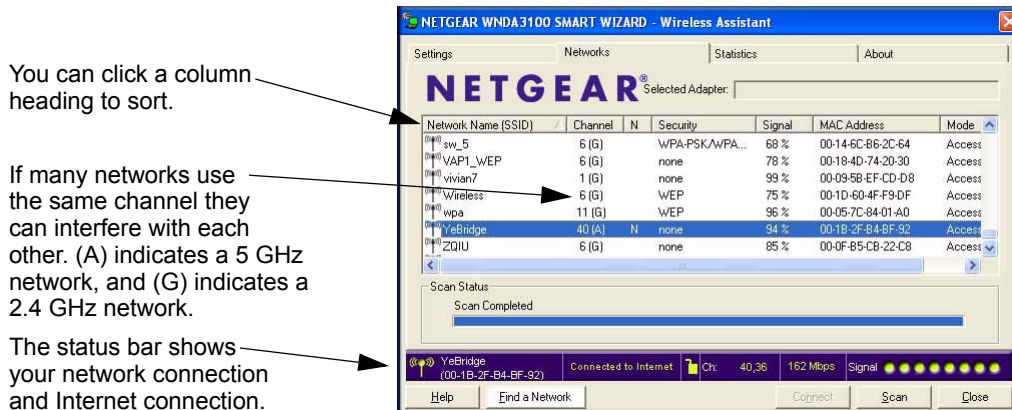 NETGEAR WNDA3100 SMART WIZARD - Wireless Assistant
Settings Networks Statistics About
NETGEAR® Selected Adapter:
You can click a column
heading to sort.
Network Name (SSID) / Channel N Security Signal MAC Address Mode
sw_5 6 (G) WPA-PSK/WPA... 68 % 00-14-6C-B6-2C-64 Access
VAP1_WEP 6 (G) none 78 % 00-18-4D-74-20-30 Access
vivian7 1 (G) none 99 % 00-09-5B-EF-CD-D8 Access
Wireless 6 (G) WEP 75 % 00-1D-60-4F-F9-DF Access
wpa 11 (G) WEP 96 % 00-05-7C-84-01-A0 Access
YeBridge 40 (A) N none 94 % 00-1B-2F-B4-BF-92 Access
ZQIU 6 (G) none 85 % 00-0F-B5-CB-22-C8 Access
If many networks use
the same channel they
can interfere with each
other. (A) indicates a 5 GHz
network, and (G) indicates a
2.4 GHz network.
Scan Status
Scan Completed
The status bar shows
your network connection
and Internet connection.
YeBridge
(00-1B-2F-B4-BF-92) Connected to Internet Ch: 40,36 162 Mbps Signal
Help Find a Network Connect Scan Close